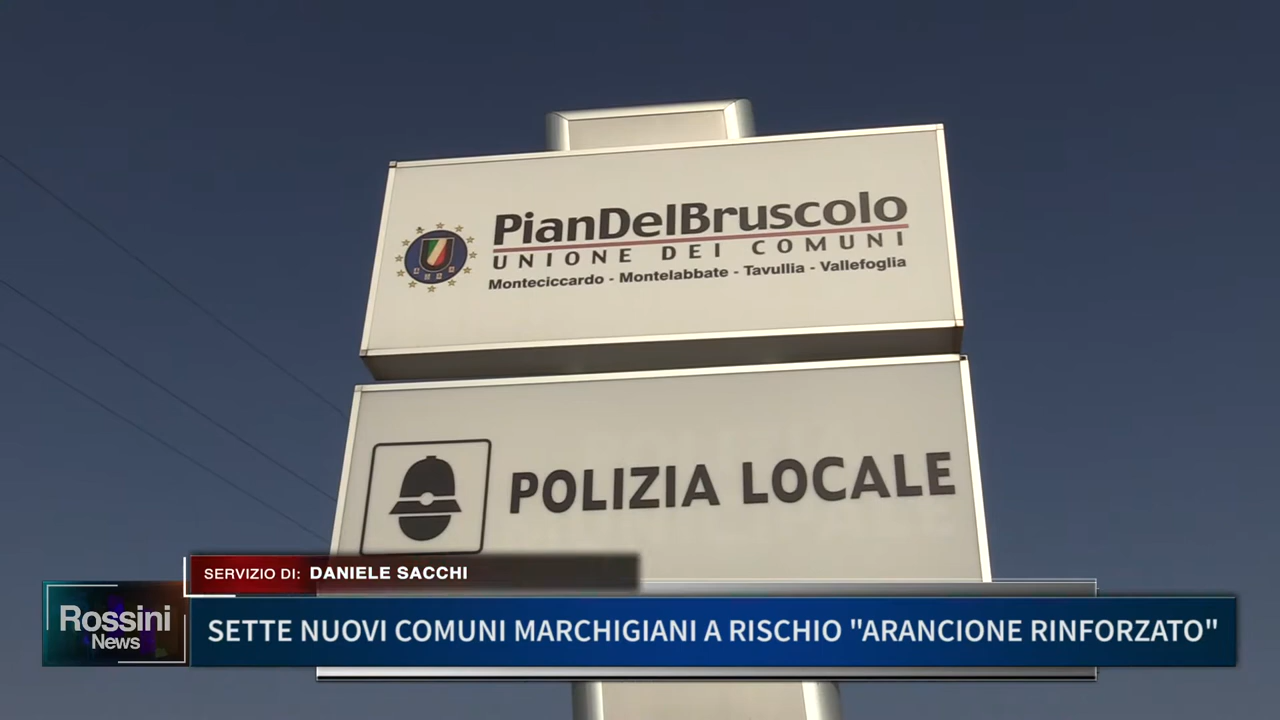 PianDelBruscolo
UNIONE DEI COMUNI
Monteciccardo - Montelabbate - Tavullia - Vallefoglia
POLIZIA LOCALE
SERVIZIO DI: DANIELE SACCHI
Rossini
News
SETTE NUOVI COMUNI MARCHIGIANI A RISCHIO "ARANCIONE RINFORZATO"